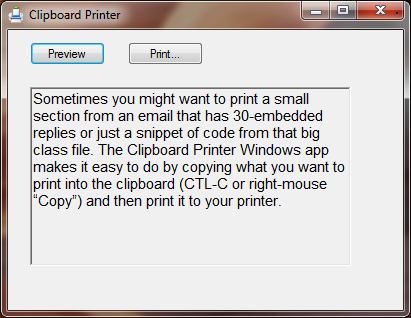 Clipboard Printer
Preview
Print...
Sometimes you might want to print a small
section from an email that has 30-embedded
replies or just a snippet of code from that big
class file. The Clipboard Printer Windows app
makes it easy to do by copying what you want to
print into the clipboard (CTL-C or right-mouse
“Copy”) and then print it to your printer.